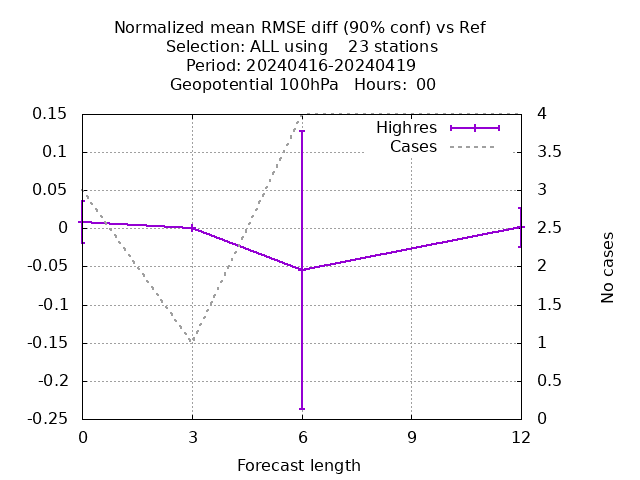 Normalized mean RMSE diff (90% conf) vs Ref
Selection: ALL using    23 stations
Period: 20240416-20240419
Geopotential 100hPa   Hours:  00
0.15
0.1
0.05
0
-0.05
-0.1
-0.15
-0.2
-0.25
Highres
Cases
4
3.5
3
2.5
2
1.5
1
0.5
0
No cases
0 3 6 9 12
Forecast length